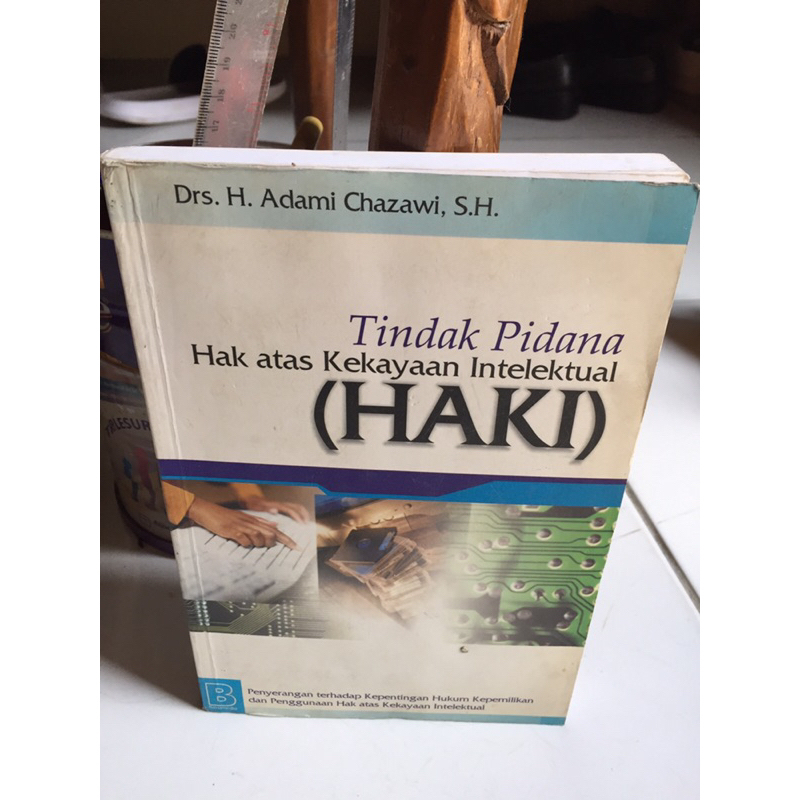 Drs. H. Adami Chazawi, S.H.
Tindak Pidana
Hak atas Kekayaan Intelektual
(HAKI)
B
Penyerangan terhadap Kepentingan Hukum Kepemilikan
dan Penggunaan Hak atas Kekayaan Intelektual